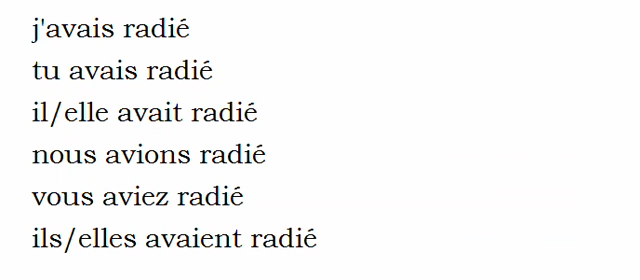 j'avais radié
tu avais radié
il/elle avait radié
nous avions radié
vous aviez radié
ils/elles avaient radié